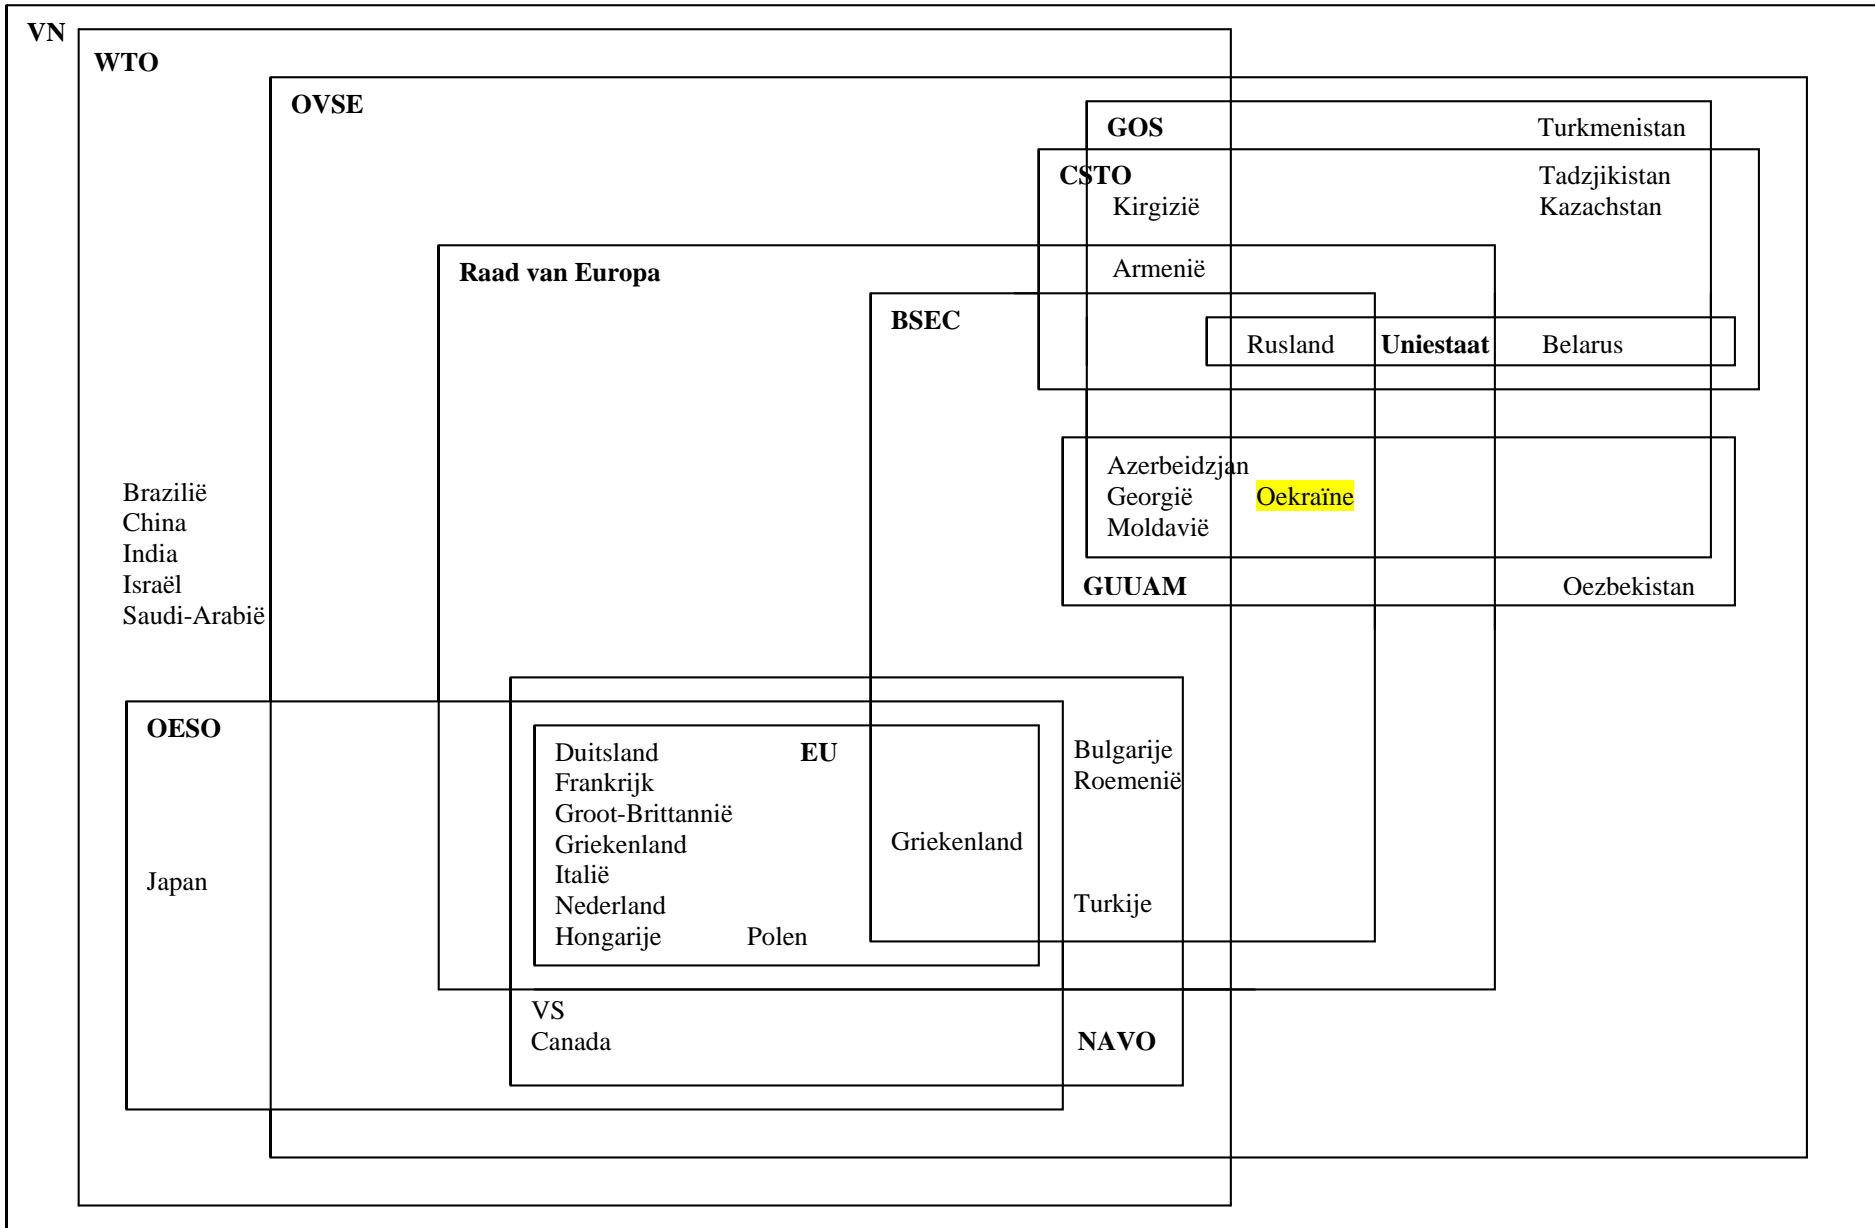 VN
WTO
OVSE
GOS Turkmenistan
CSTO Tadzjikistan
Kirgizië Kazachstan
Raad van Europa Armenië
BSEC
Rusland Uniestaat Belarus
Azerbeidzjan
Georgië Oekraïne
Moldavië
GUUAM Oezbekistan
Brazilië
China
India
Israël
Saudi-Arabië
OESO
Japan
Duitsland EU
Frankrijk
Groot-Brittannië
Griekenland
Italië
Nederland
Hongarije Polen
Griekenland
Bulgarije
Roemenië
Turkije
VS
Canada NAVO